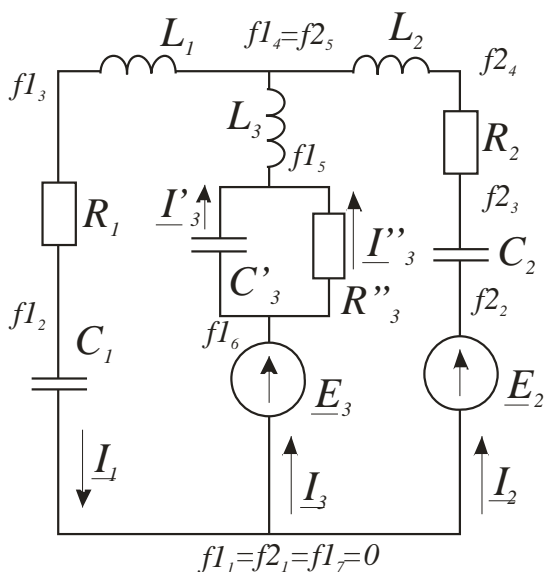 L₁
f1₄=f2₅
L₂
f1₃
f2₄
L₃
R₂
f1₅
R₁
I'₃
f2₃
I''₃
C₂
C'₃
f1₂
R''₃
f2₂
C₁
f1₆
E₃
E₂
I₁
I₃
I₂
f1₁=f2₁=f1₇=0